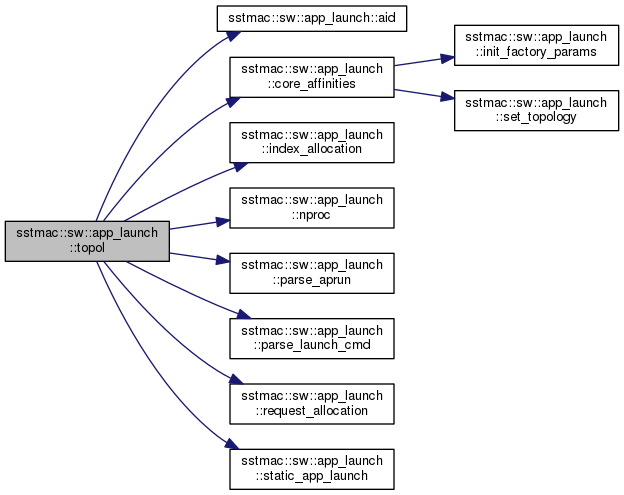 sstmac::sw::app_launch
::topol
sstmac::sw::app_launch::aid
sstmac::sw::app_launch
::core_affinities
sstmac::sw::app_launch
::init_factory_params
sstmac::sw::app_launch
::set_topology
sstmac::sw::app_launch
::index_allocation
sstmac::sw::app_launch
::nproc
sstmac::sw::app_launch
::parse_aprun
sstmac::sw::app_launch
::parse_launch_cmd
sstmac::sw::app_launch
::request_allocation
sstmac::sw::app_launch
::static_app_launch